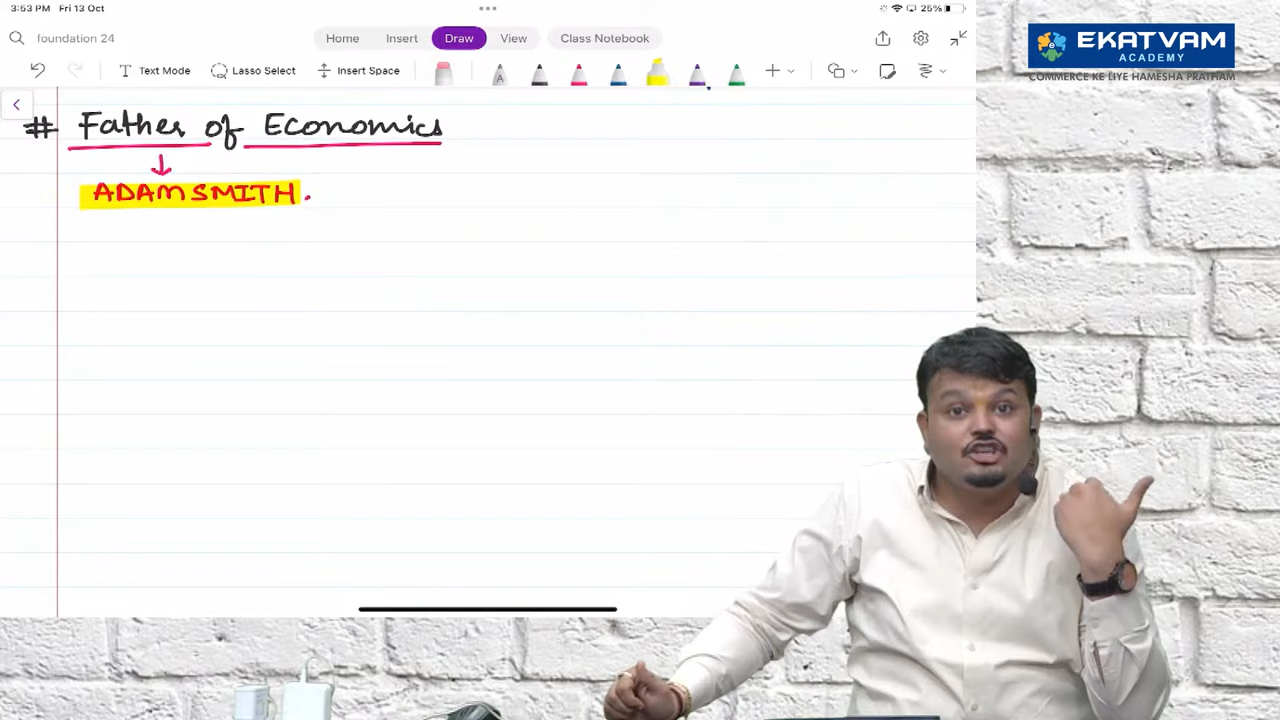 3:53 PM Fri 13 Oct
25%
foundation 24
Home Insert Draw View Class Notebook
Text Mode Lasso Select Insert Space
# Father of Economics
ADAM SMITH.
EKATVAM
ACADEMY
COMMERCE KE LIYE HAMESHA PRATHAM